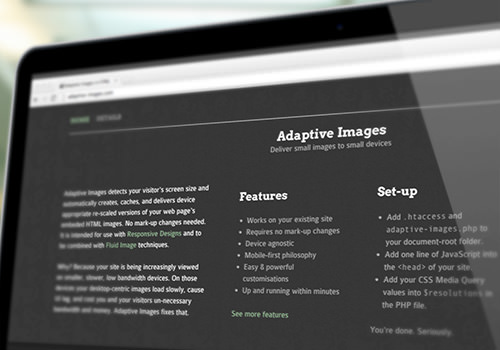 adaptive-images.com
HOME DETAILS
Adaptive Images
Deliver small images to small devices
Adaptive Images detects your visitor's screen size and
automatically creates, caches, and delivers device
appropriate re-scaled versions of your web page's
embeded HTML images. No mark-up changes needed.
It is intended for use with Responsive Designs and to
be combined with Fluid Image techniques.
Why? Because your site is being increasingly viewed
on smaller, slower, low bandwidth devices. On those
devices your desktop-centric images load slowly, cause
UI lag, and cost you and your visitors un-necessary
bandwidth and money. Adaptive Images fixes that.
Features
• Works on your existing site
• Requires no mark-up changes
• Device agnostic
• Mobile-first philosophy
• Easy & powerful
customisations
• Up and running within minutes
See more features
Set-up
• Add .htaccess and
adaptive-images.php to
your document-root folder.
• Add one line of JavaScript into
the <head> of your site.
• Add your CSS Media Query
values into $resolutions in
the PHP file.
You're done. Seriously.